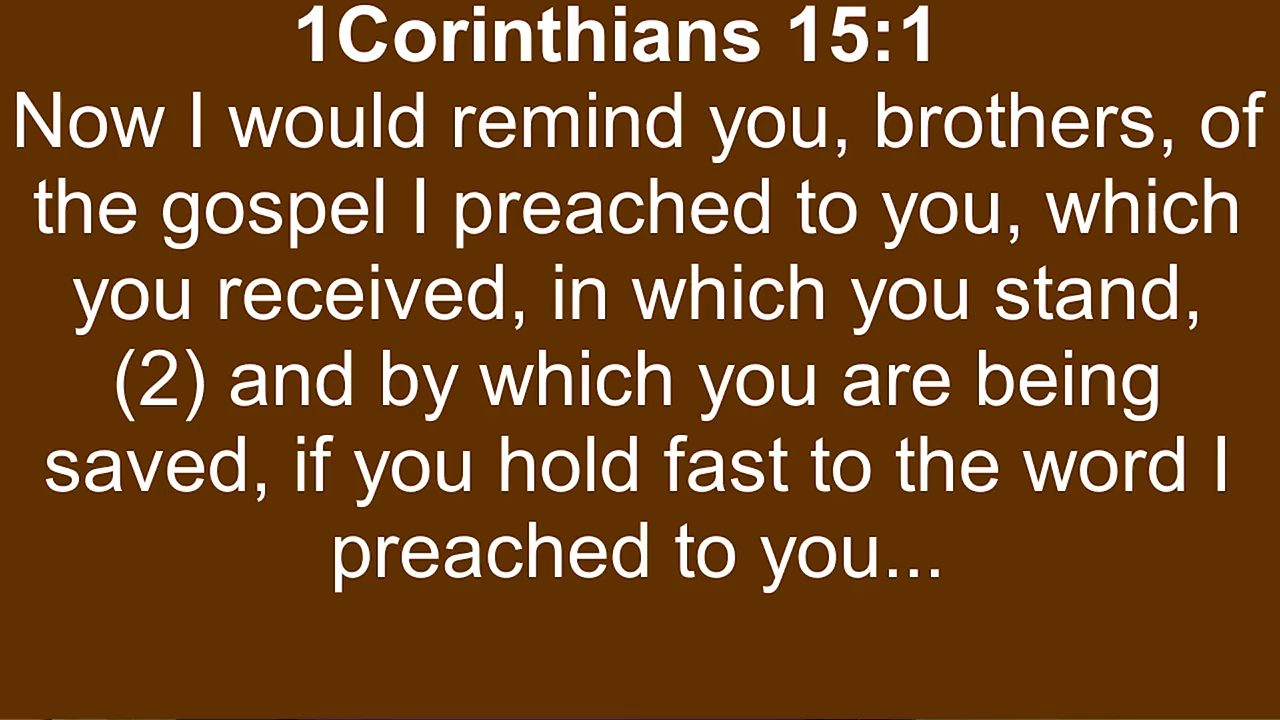 1Corinthians 15:1
Now I would remind you, brothers, of
the gospel I preached to you, which
you received, in which you stand,
(2) and by which you are being
saved, if you hold fast to the word I
preached to you...